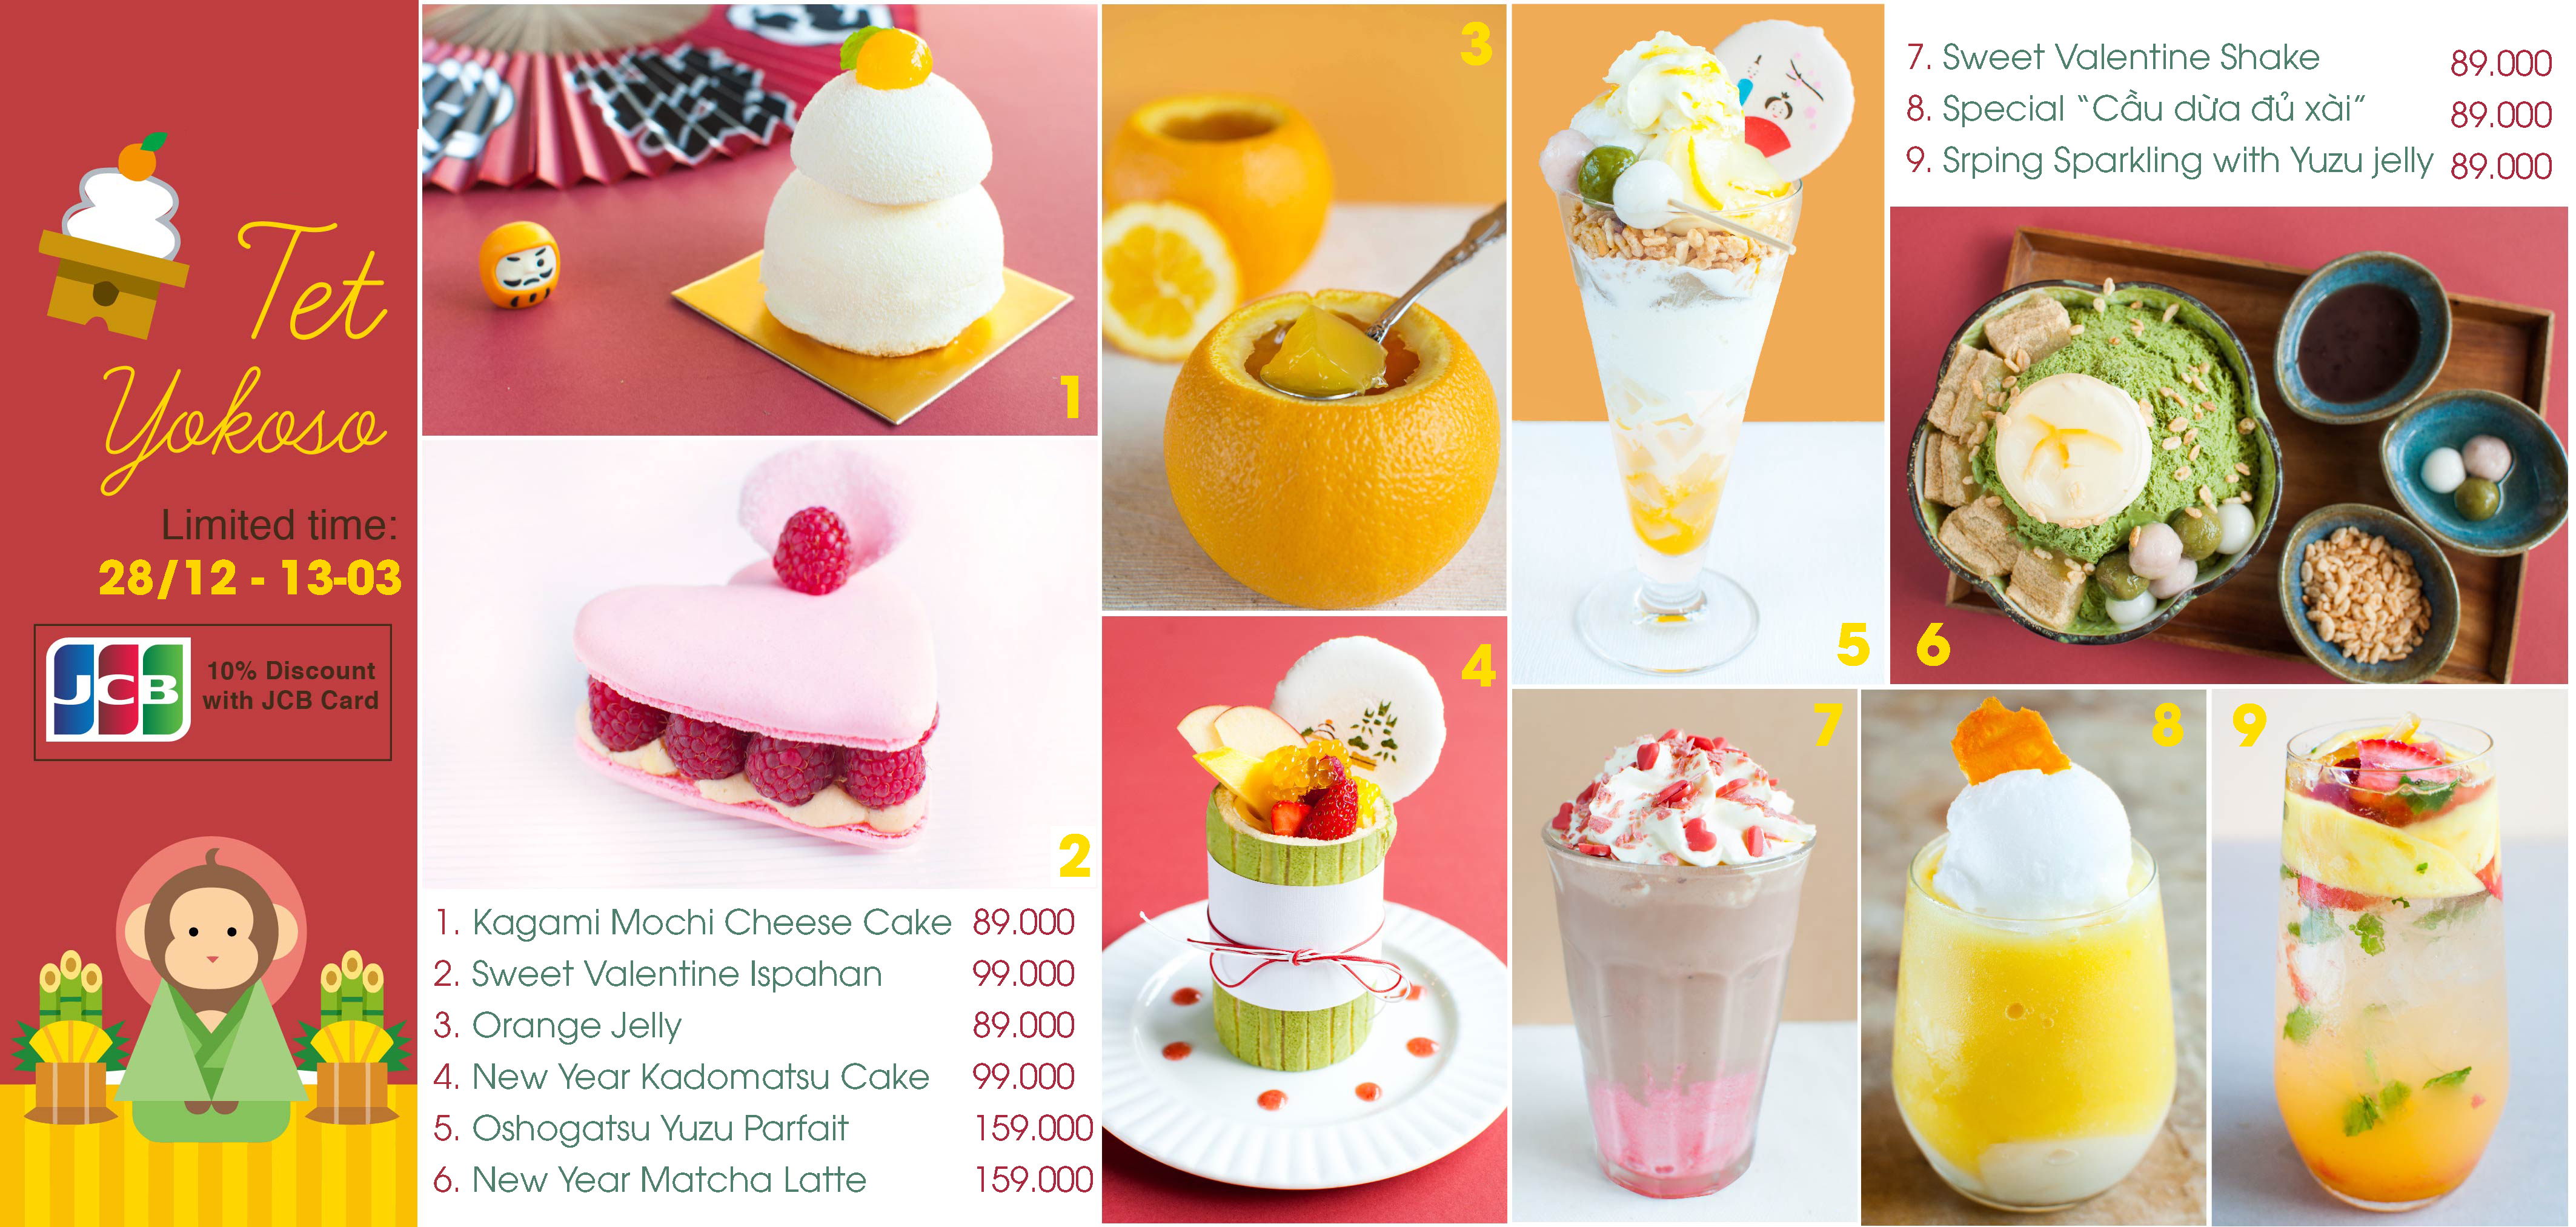 Tet
Yokoso
Limited time:
28/12 - 13-03
JCB
10% Discount
with JCB Card
1
2
1. Kagami Mochi Cheese Cake 89.000
2. Sweet Valentine Ispahan 99.000
3. Orange Jelly 89.000
4. New Year Kadomatsu Cake 99.000
5. Oshogatsu Yuzu Parfait 159.000
6. New Year Matcha Latte 159.000
3
4
5
7. Sweet Valentine Shake 89.000
8. Special “Cầu dừa đủ xài” 89.000
9. Srping Sparkling with Yuzu jelly 89.000
6
7
8
9